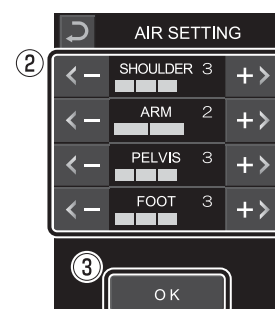 AIR SETTING
②
< − SHOULDER 3 + >
< − ARM 2 + >
< − PELVIS 3 + >
< − FOOT 3 + >
③
OK